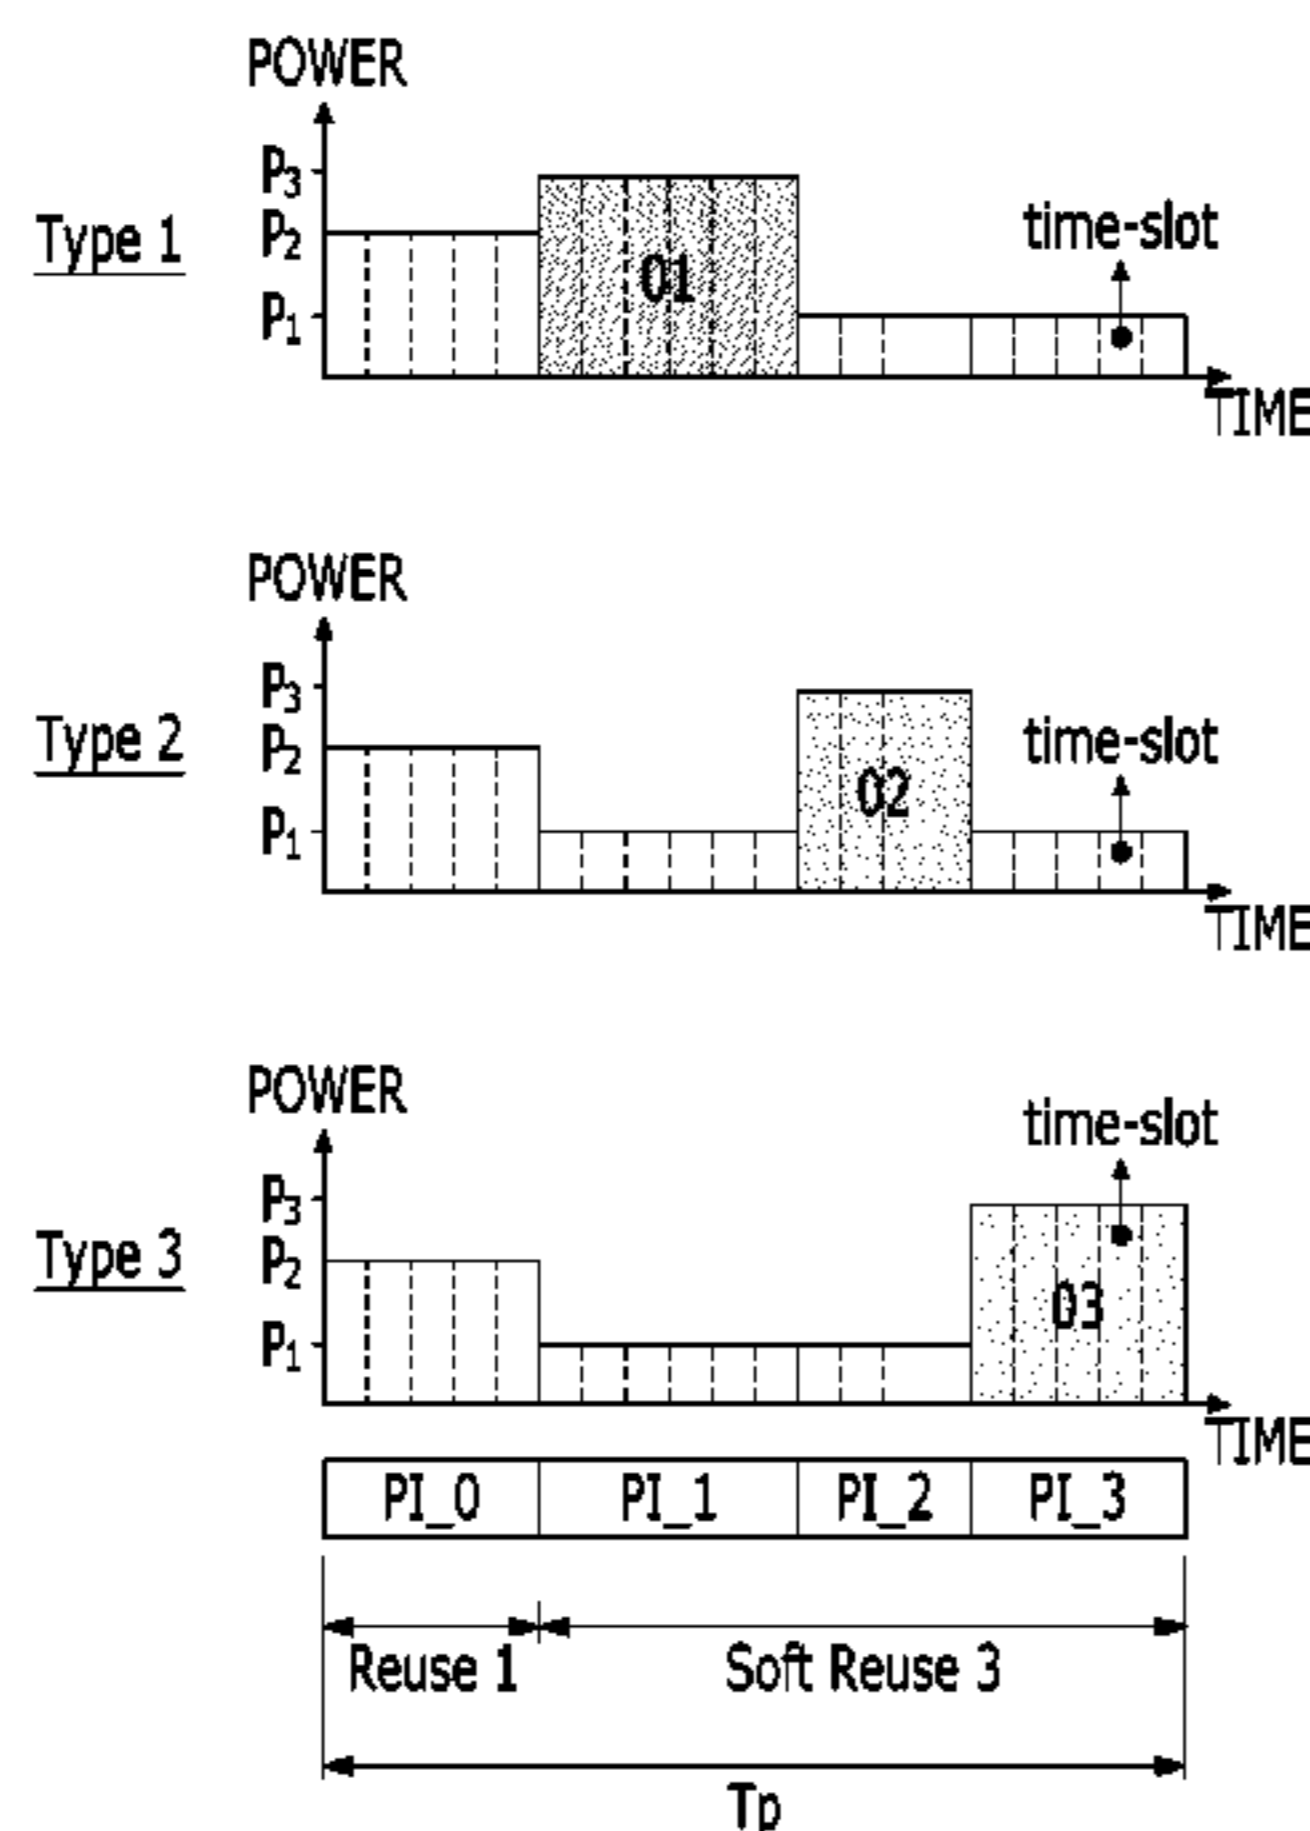 POWER
P3
Type 1
P2
time-slot
01
P1
TIME
POWER
P3
Type 2
P2
time-slot
02
P1
TIME
POWER
time-slot
P3
Type 3
P2
03
P1
TIME
PI_0 PI_1 PI_2 PI_3
Reuse 1 Soft Reuse 3
Tp